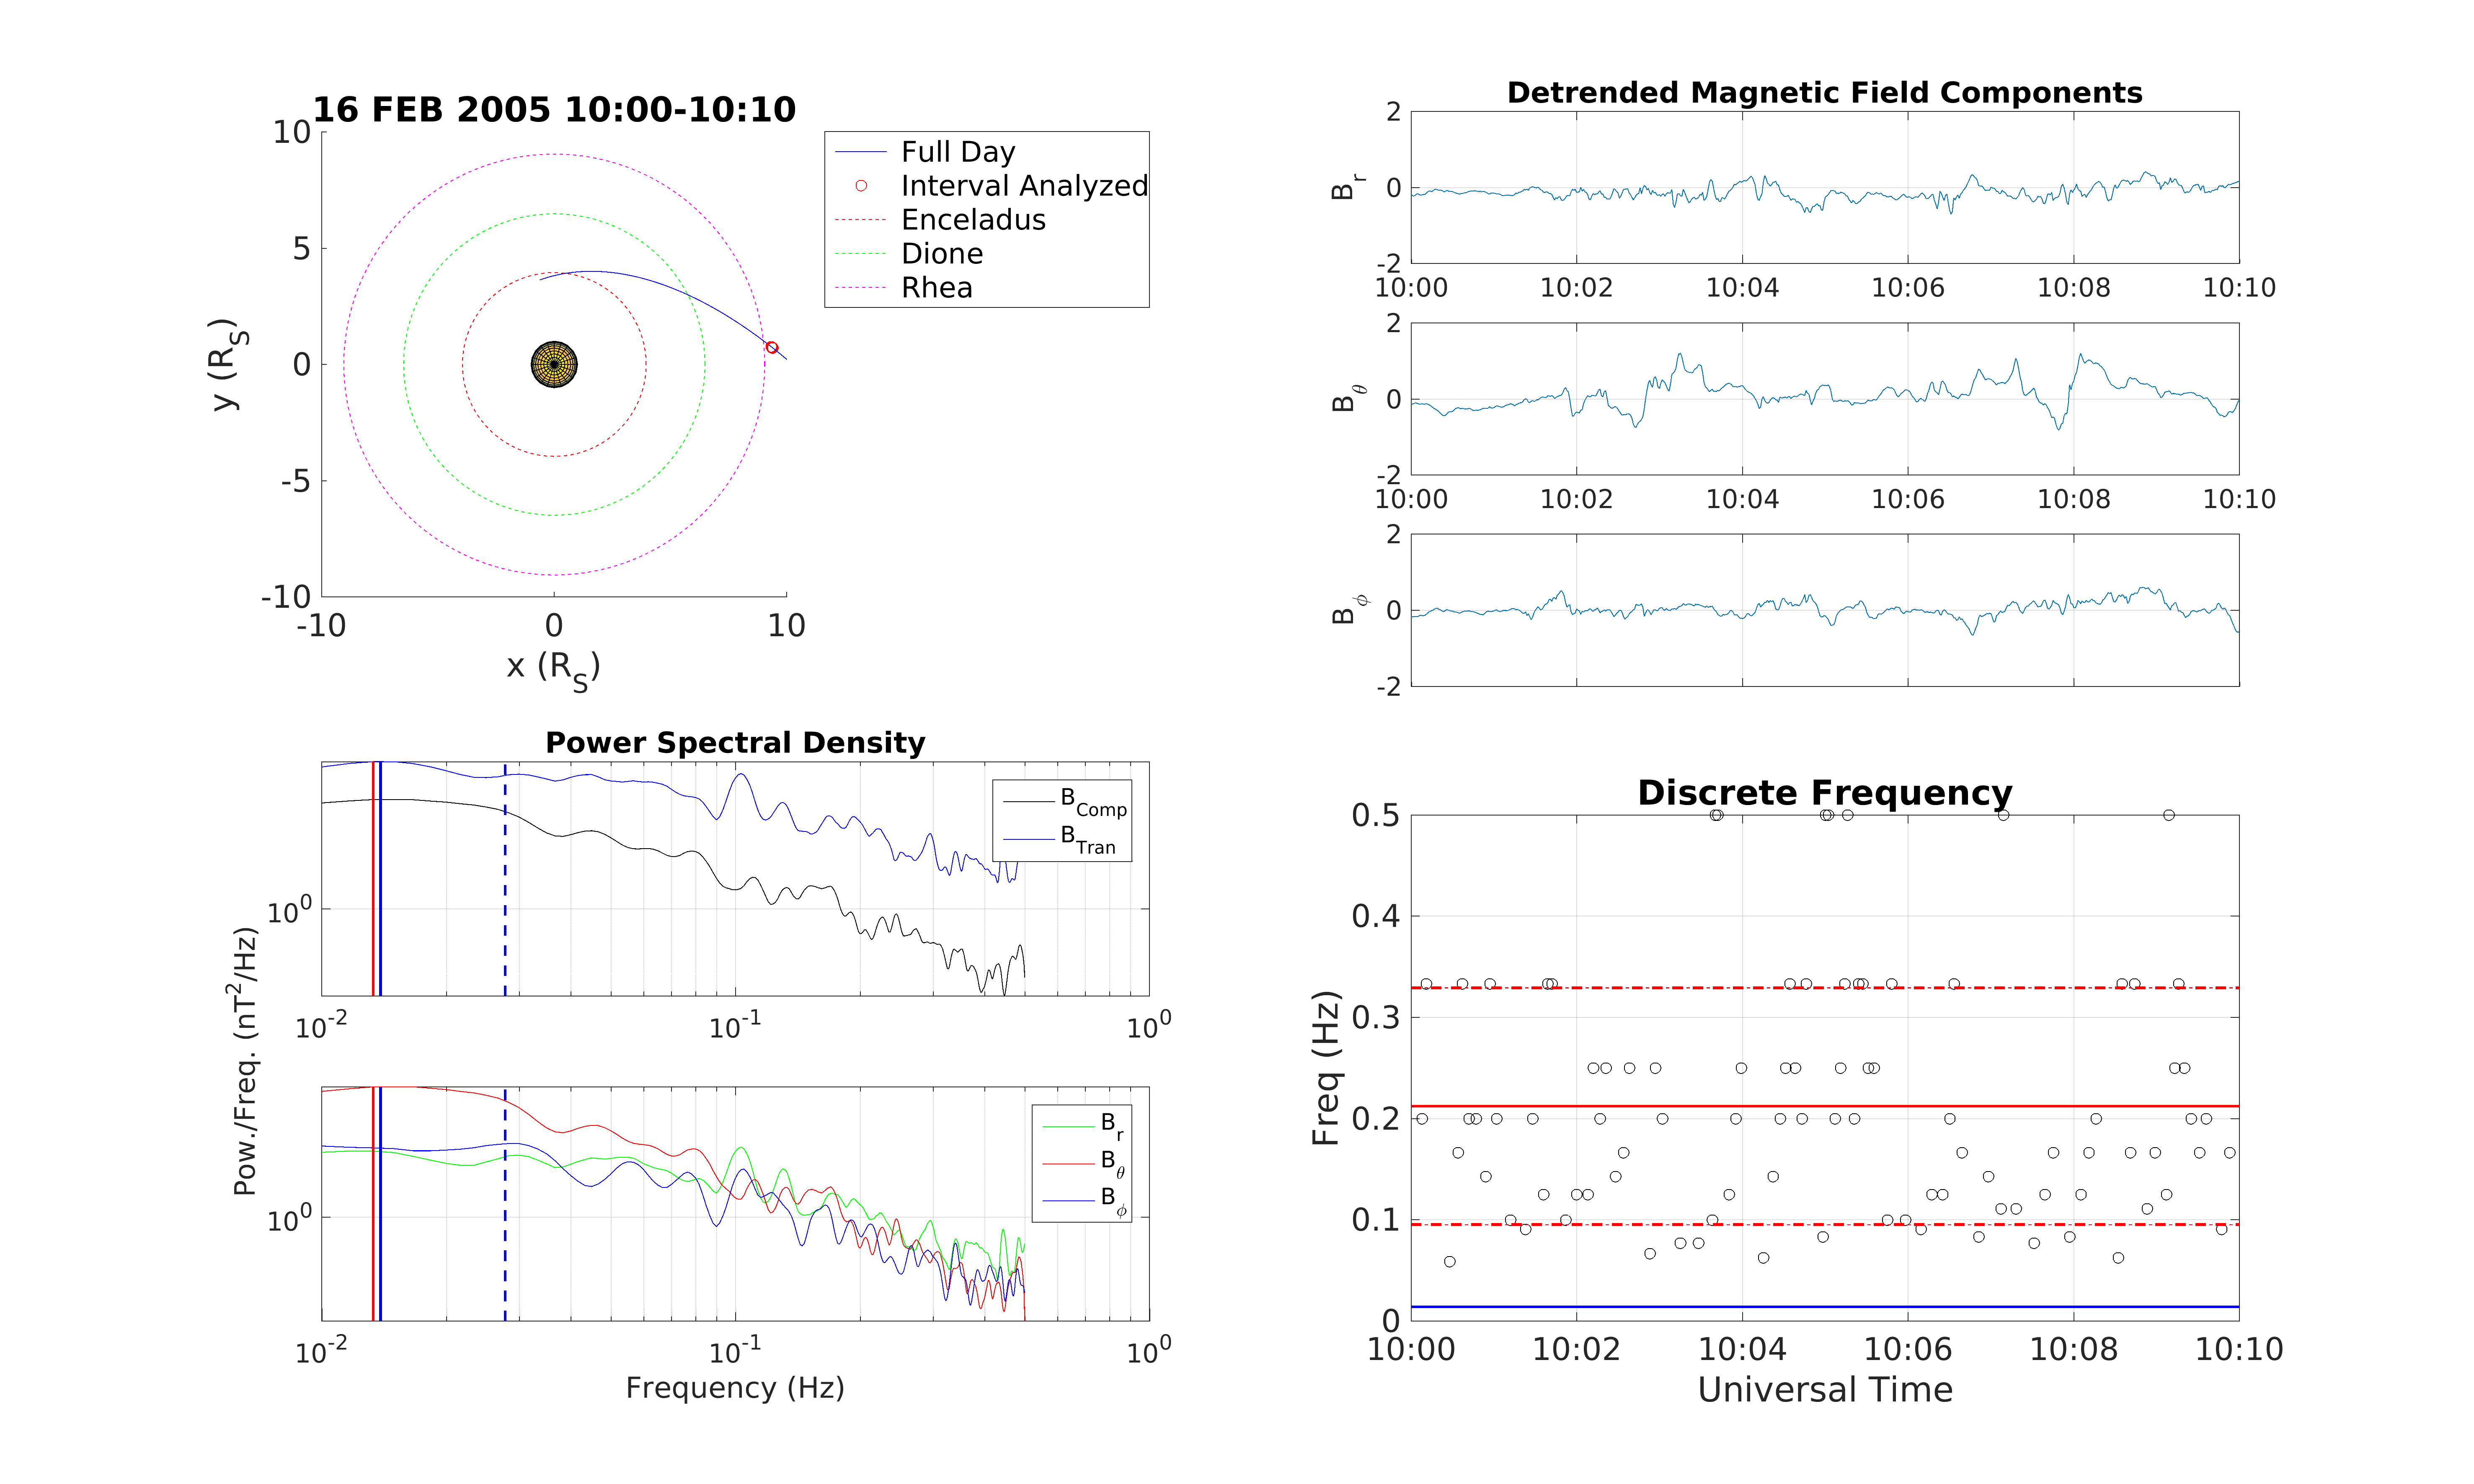 16 FEB 2005 10:00-10:10
10
5
0
-5
-10
-10 0 10
y (R_S)
x (R_S)
Full Day
Interval Analyzed
Enceladus
Dione
Rhea
Detrended Magnetic Field Components
2
0
-2
B_r
10:00 10:02 10:04 10:06 10:08 10:10
2
0
-2
B_θ
10:00 10:02 10:04 10:06 10:08 10:10
2
0
-2
B_ϕ
Power Spectral Density
B_Comp
B_Tran
10^0
10^-2 10^-1 10^0
Pow./Freq. (nT^2/Hz)
B_r
B_θ
B_ϕ
10^0
10^-2 10^-1 10^0
Frequency (Hz)
Discrete Frequency
0.5
0.4
0.3
0.2
0.1
0
Freq (Hz)
10:00 10:02 10:04 10:06 10:08 10:10
Universal Time